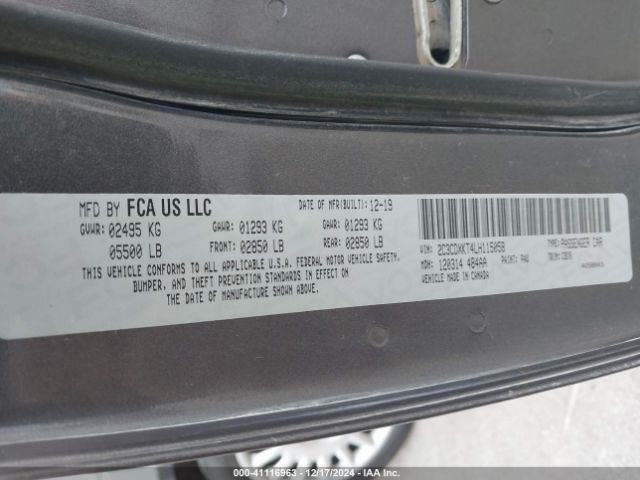 MFD BY FCA US LLC
DATE OF MFR(BUILT): 12-19
GVWR: 02495 KG
GAWR: 01293 KG
GAWR: 01293 KG
05500 LB
FRONT: 02850 LB
REAR: 02850 LB
THIS VEHICLE CONFORMS TO ALL APPLICABLE U.S.A. FEDERAL MOTOR VEHICLE SAFETY,
BUMPER, AND THEFT PREVENTION STANDARDS IN EFFECT ON
THE DATE OF MANUFACTURE SHOWN ABOVE.
VIN: 2C3CDXKT4LH115058
TYPE: PASSENGER CAR
MDH: 120314 484AA
PAINT: PAU
TRIM:
VEHICLE MADE IN CANADA
000-41116963 – 12/17/2024 – IAA Inc.